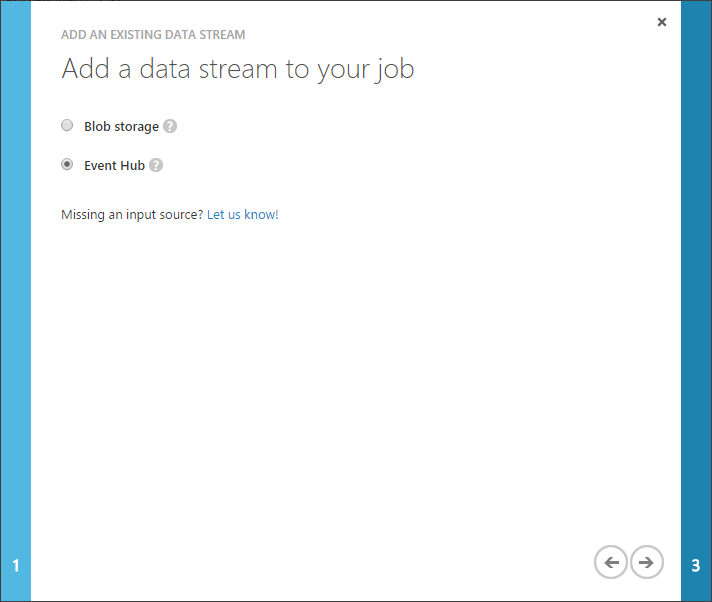 ADD AN EXISTING DATA STREAM
Add a data stream to your job
Blob storage ?
Event Hub ?
Missing an input source? Let us know!
1
3